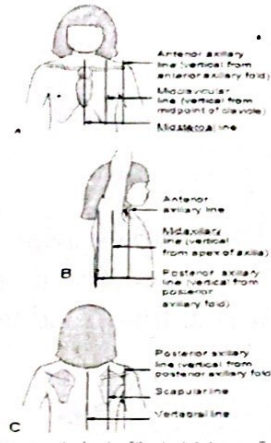 Anterior axillary
line (vertical from
anterior axillary fold)
Midclavicular
line (vertical from
midpoint of clavicle)
Midsternal line
A
Anterior
axillary line
Midaxillary
line (vertical
from apex of axilla)
B
Posterior axillary
line (vertical from
posterior
axillary fold)
Posterior axillary
line (vertical from
posterior axillary fold)
Scapular line
Vertebral line
C